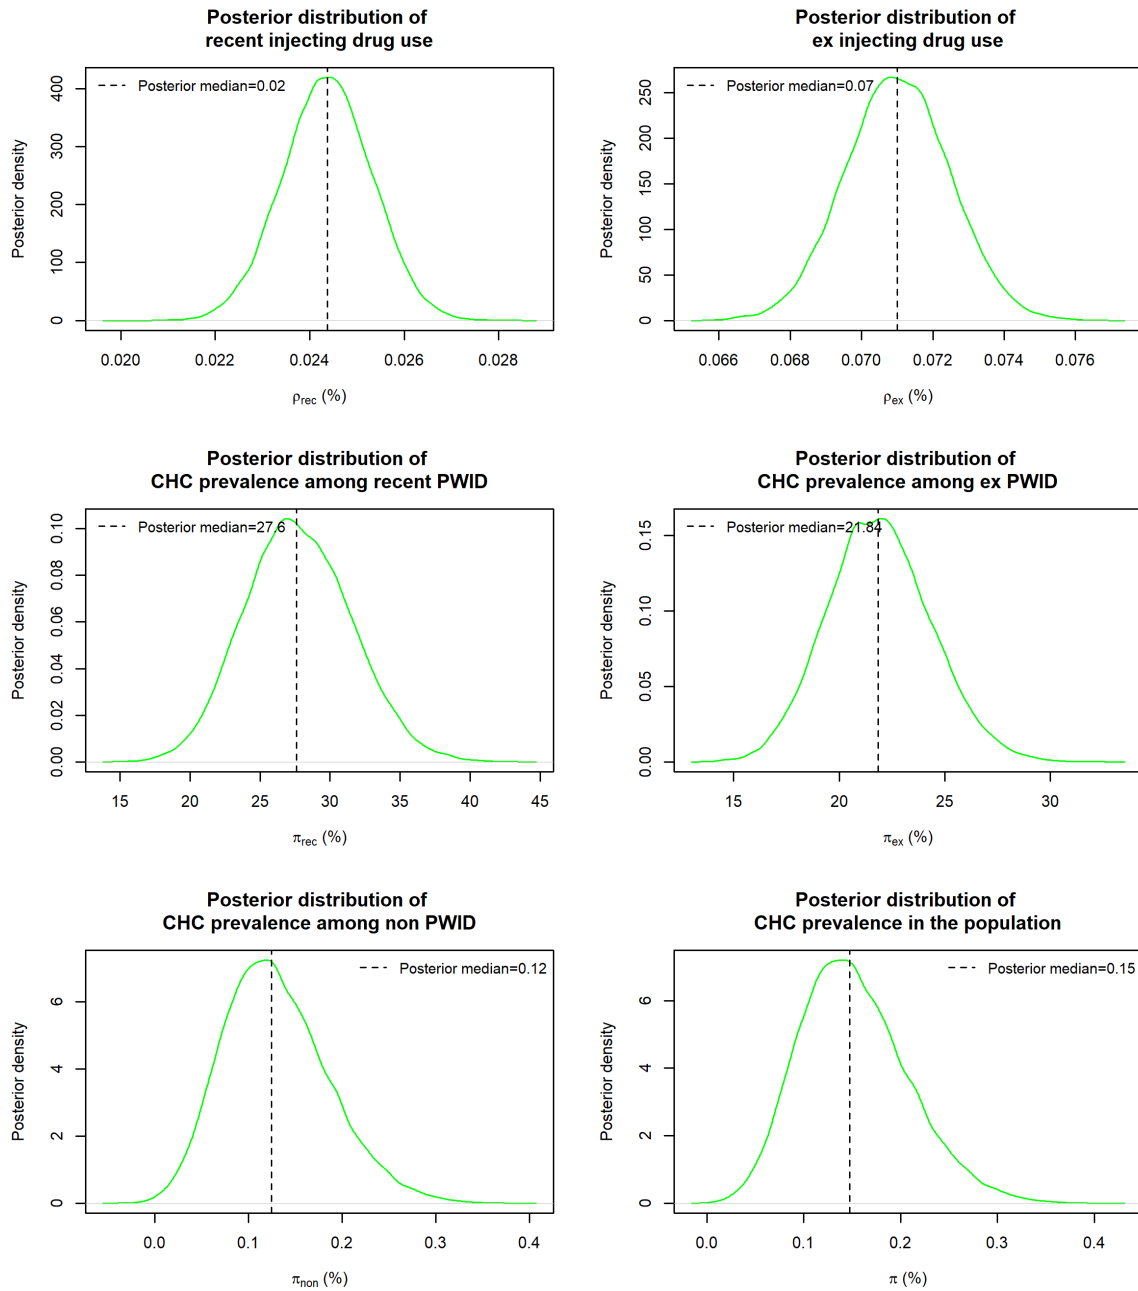 Posterior distribution of
recent injecting drug use
Posterior density
0 100 200 300 400
Posterior median=0.02
0.020 0.022 0.024 0.026 0.028
ρrec (%)
Posterior distribution of
ex injecting drug use
Posterior density
0 50 100 150 200 250
Posterior median=0.07
0.066 0.068 0.070 0.072 0.074 0.076
ρex (%)
Posterior distribution of
CHC prevalence among recent PWID
Posterior density
0.00 0.02 0.04 0.06 0.08 0.10
Posterior median=27.6
15 20 25 30 35 40 45
πrec (%)
Posterior distribution of
CHC prevalence among ex PWID
Posterior density
0.00 0.05 0.10 0.15
Posterior median=21.84
15 20 25 30
πex (%)
Posterior distribution of
CHC prevalence among non PWID
Posterior density
0 2 4 6
Posterior median=0.12
0.0 0.1 0.2 0.3 0.4
πnon (%)
Posterior distribution of
CHC prevalence in the population
Posterior density
0 2 4 6
Posterior median=0.15
0.0 0.1 0.2 0.3 0.4
π (%)